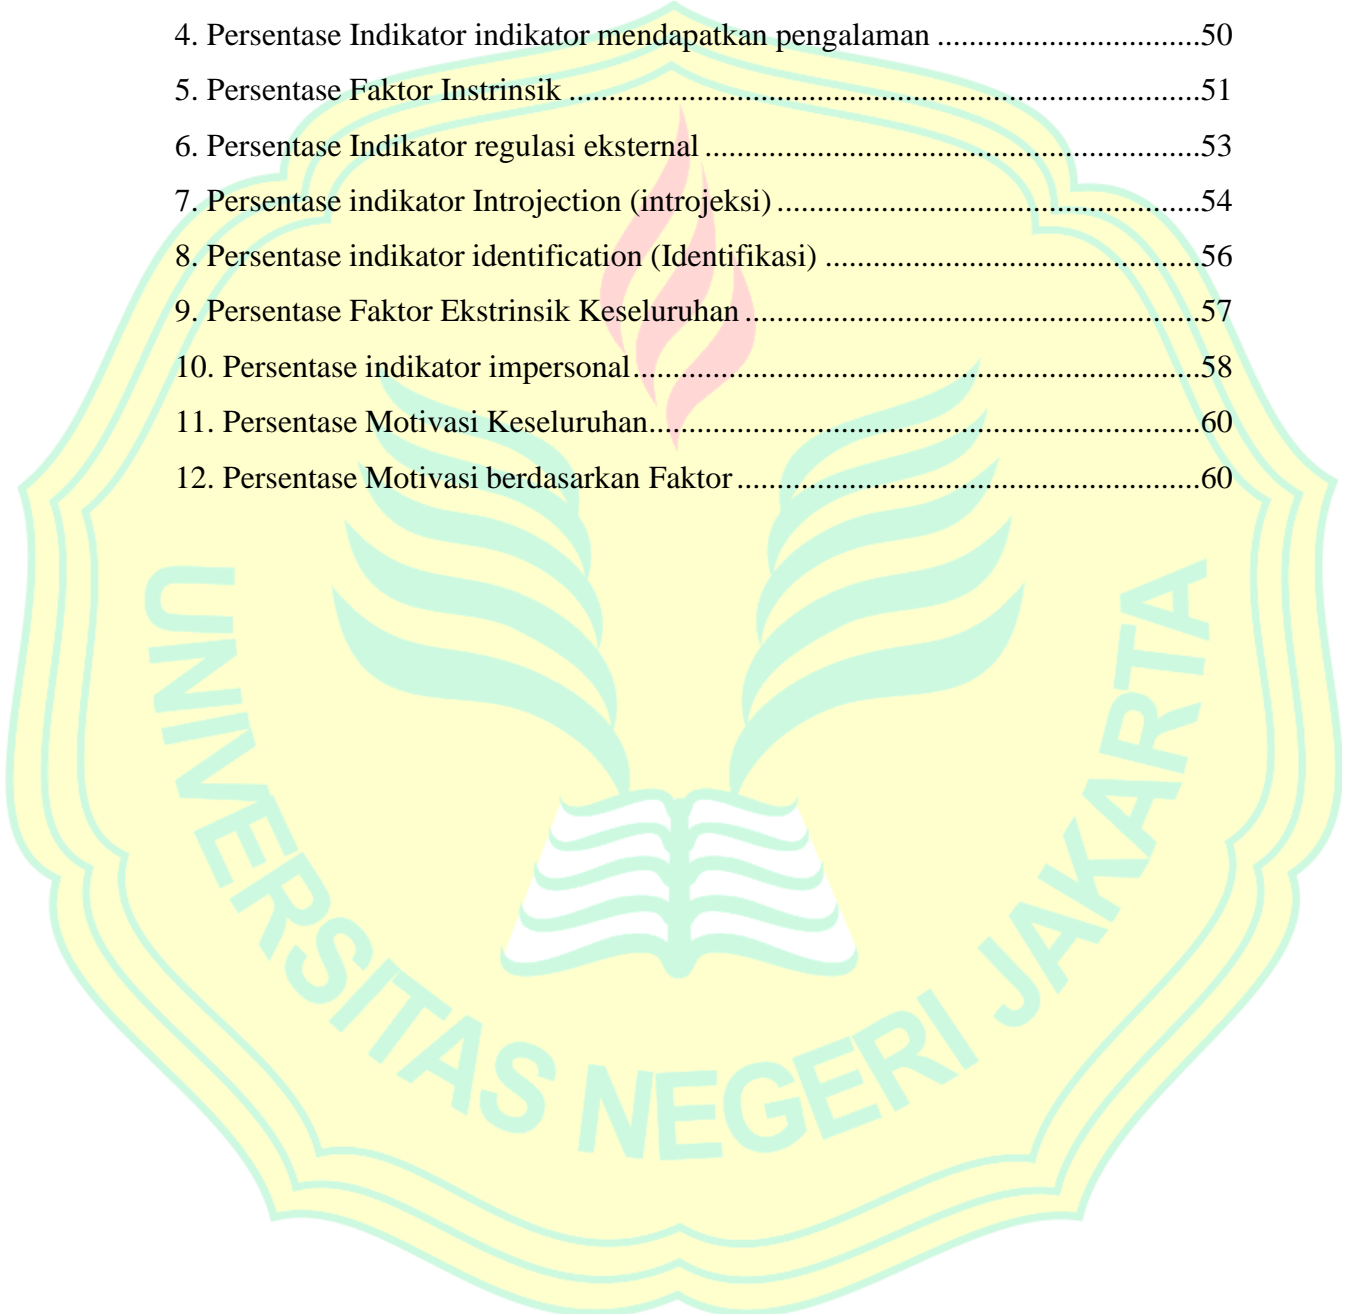 4. Persentase Indikator indikator mendapatkan pengalaman .................................50
5. Persentase Faktor Instrinsik ................................................................................51
6. Persentase Indikator regulasi eksternal ...............................................................53
7. Persentase indikator Introjection (introjeksi) ......................................................54
8. Persentase indikator identification (Identifikasi) ................................................56
9. Persentase Faktor Ekstrinsik Keseluruhan ..........................................................57
10. Persentase indikator impersonal........................................................................58
11. Persentase Motivasi Keseluruhan......................................................................60
12. Persentase Motivasi berdasarkan Faktor ...........................................................60
UNIVERSITAS NEGERI JAKARTA